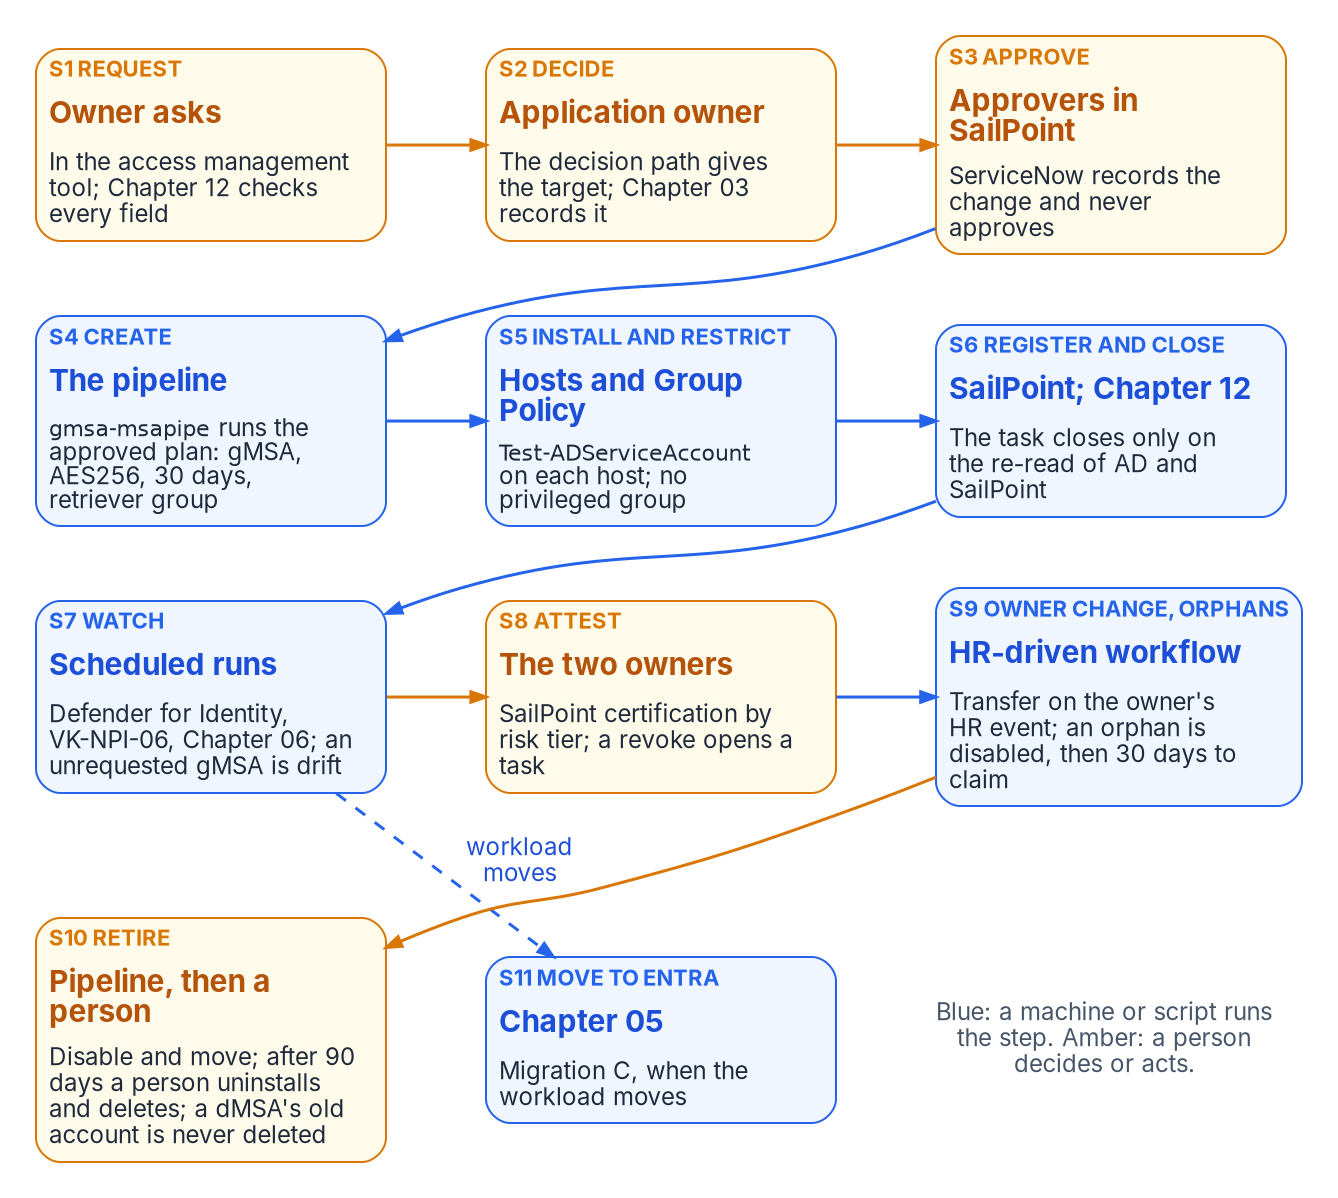 S1 REQUEST
Owner asks
In the access management
tool; Chapter 12 checks
every field
S2 DECIDE
Application owner
The decision path gives
the target; Chapter 03
records it
S3 APPROVE
Approvers in
SailPoint
ServiceNow records the
change and never
approves
S4 CREATE
The pipeline
gmsa-msapipe runs the
approved plan: gMSA,
AES256, 30 days,
retriever group
S5 INSTALL AND RESTRICT
Hosts and Group
Policy
Test-ADServiceAccount
on each host; no
privileged group
S6 REGISTER AND CLOSE
SailPoint; Chapter 12
The task closes only on
the re-read of AD and
SailPoint
S7 WATCH
Scheduled runs
Defender for Identity,
VK-NPI-06, Chapter 06; an
unrequested gMSA is drift
S8 ATTEST
The two owners
SailPoint certification by
risk tier; a revoke opens a
task
S9 OWNER CHANGE, ORPHANS
HR-driven workflow
Transfer on the owner's
HR event; an orphan is
disabled, then 30 days to
claim
workload
moves
S10 RETIRE
Pipeline, then a
person
Disable and move; after 90
days a person uninstalls
and deletes; a dMSA's old
account is never deleted
S11 MOVE TO ENTRA
Chapter 05
Migration C, when the
workload moves
Blue: a machine or script runs
the step. Amber: a person
decides or acts.